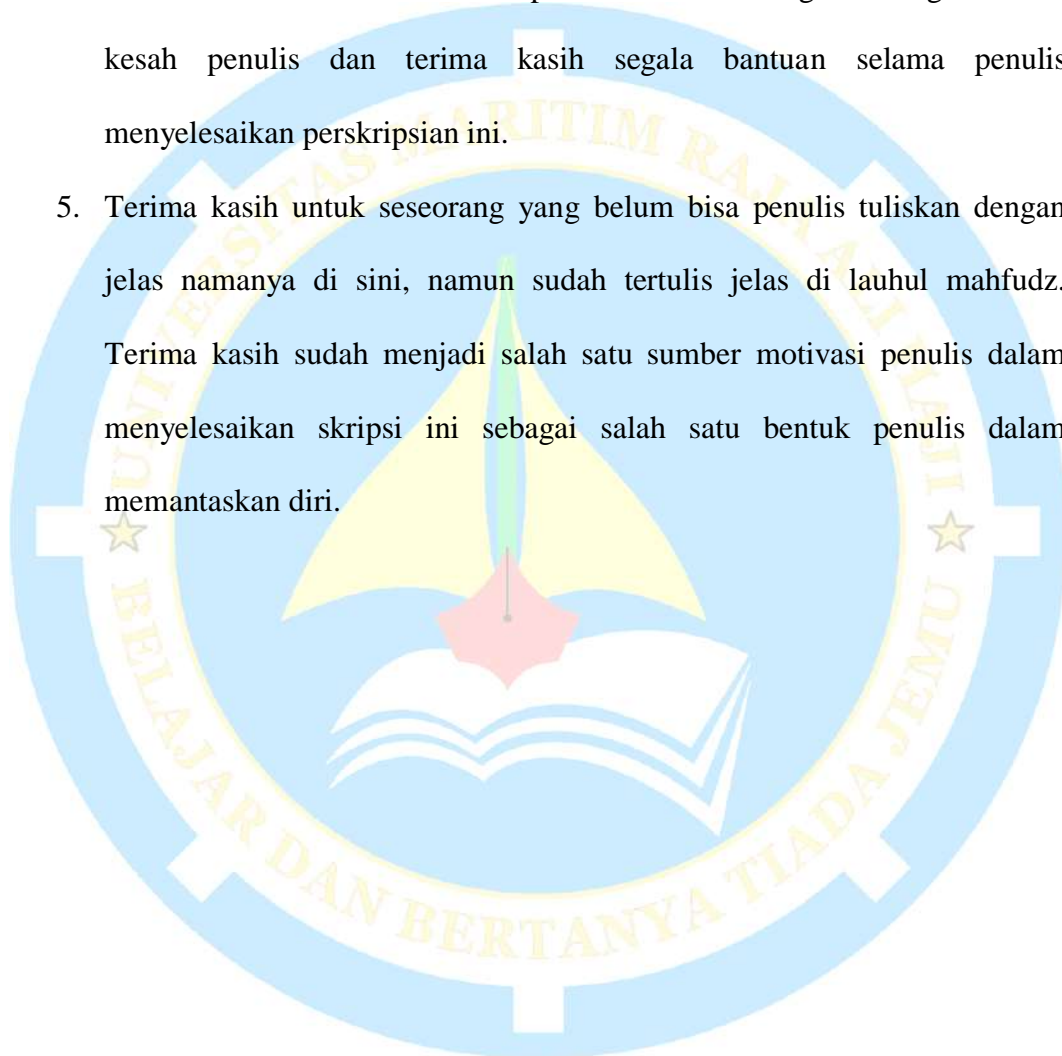 kesah penulis dan terima kasih segala bantuan selama penulis
menyelesaikan perskripsian ini.
5. Terima kasih untuk seseorang yang belum bisa penulis tuliskan dengan
jelas namanya di sini, namun sudah tertulis jelas di lauhul mahfudz.
Terima kasih sudah menjadi salah satu sumber motivasi penulis dalam
menyelesaikan skripsi ini sebagai salah satu bentuk penulis dalam
memantaskan diri.
UNIVERSITAS MARITIM RAJA ALI HAJI
BELAJAR DAN BERTANYA TIADA JEMU